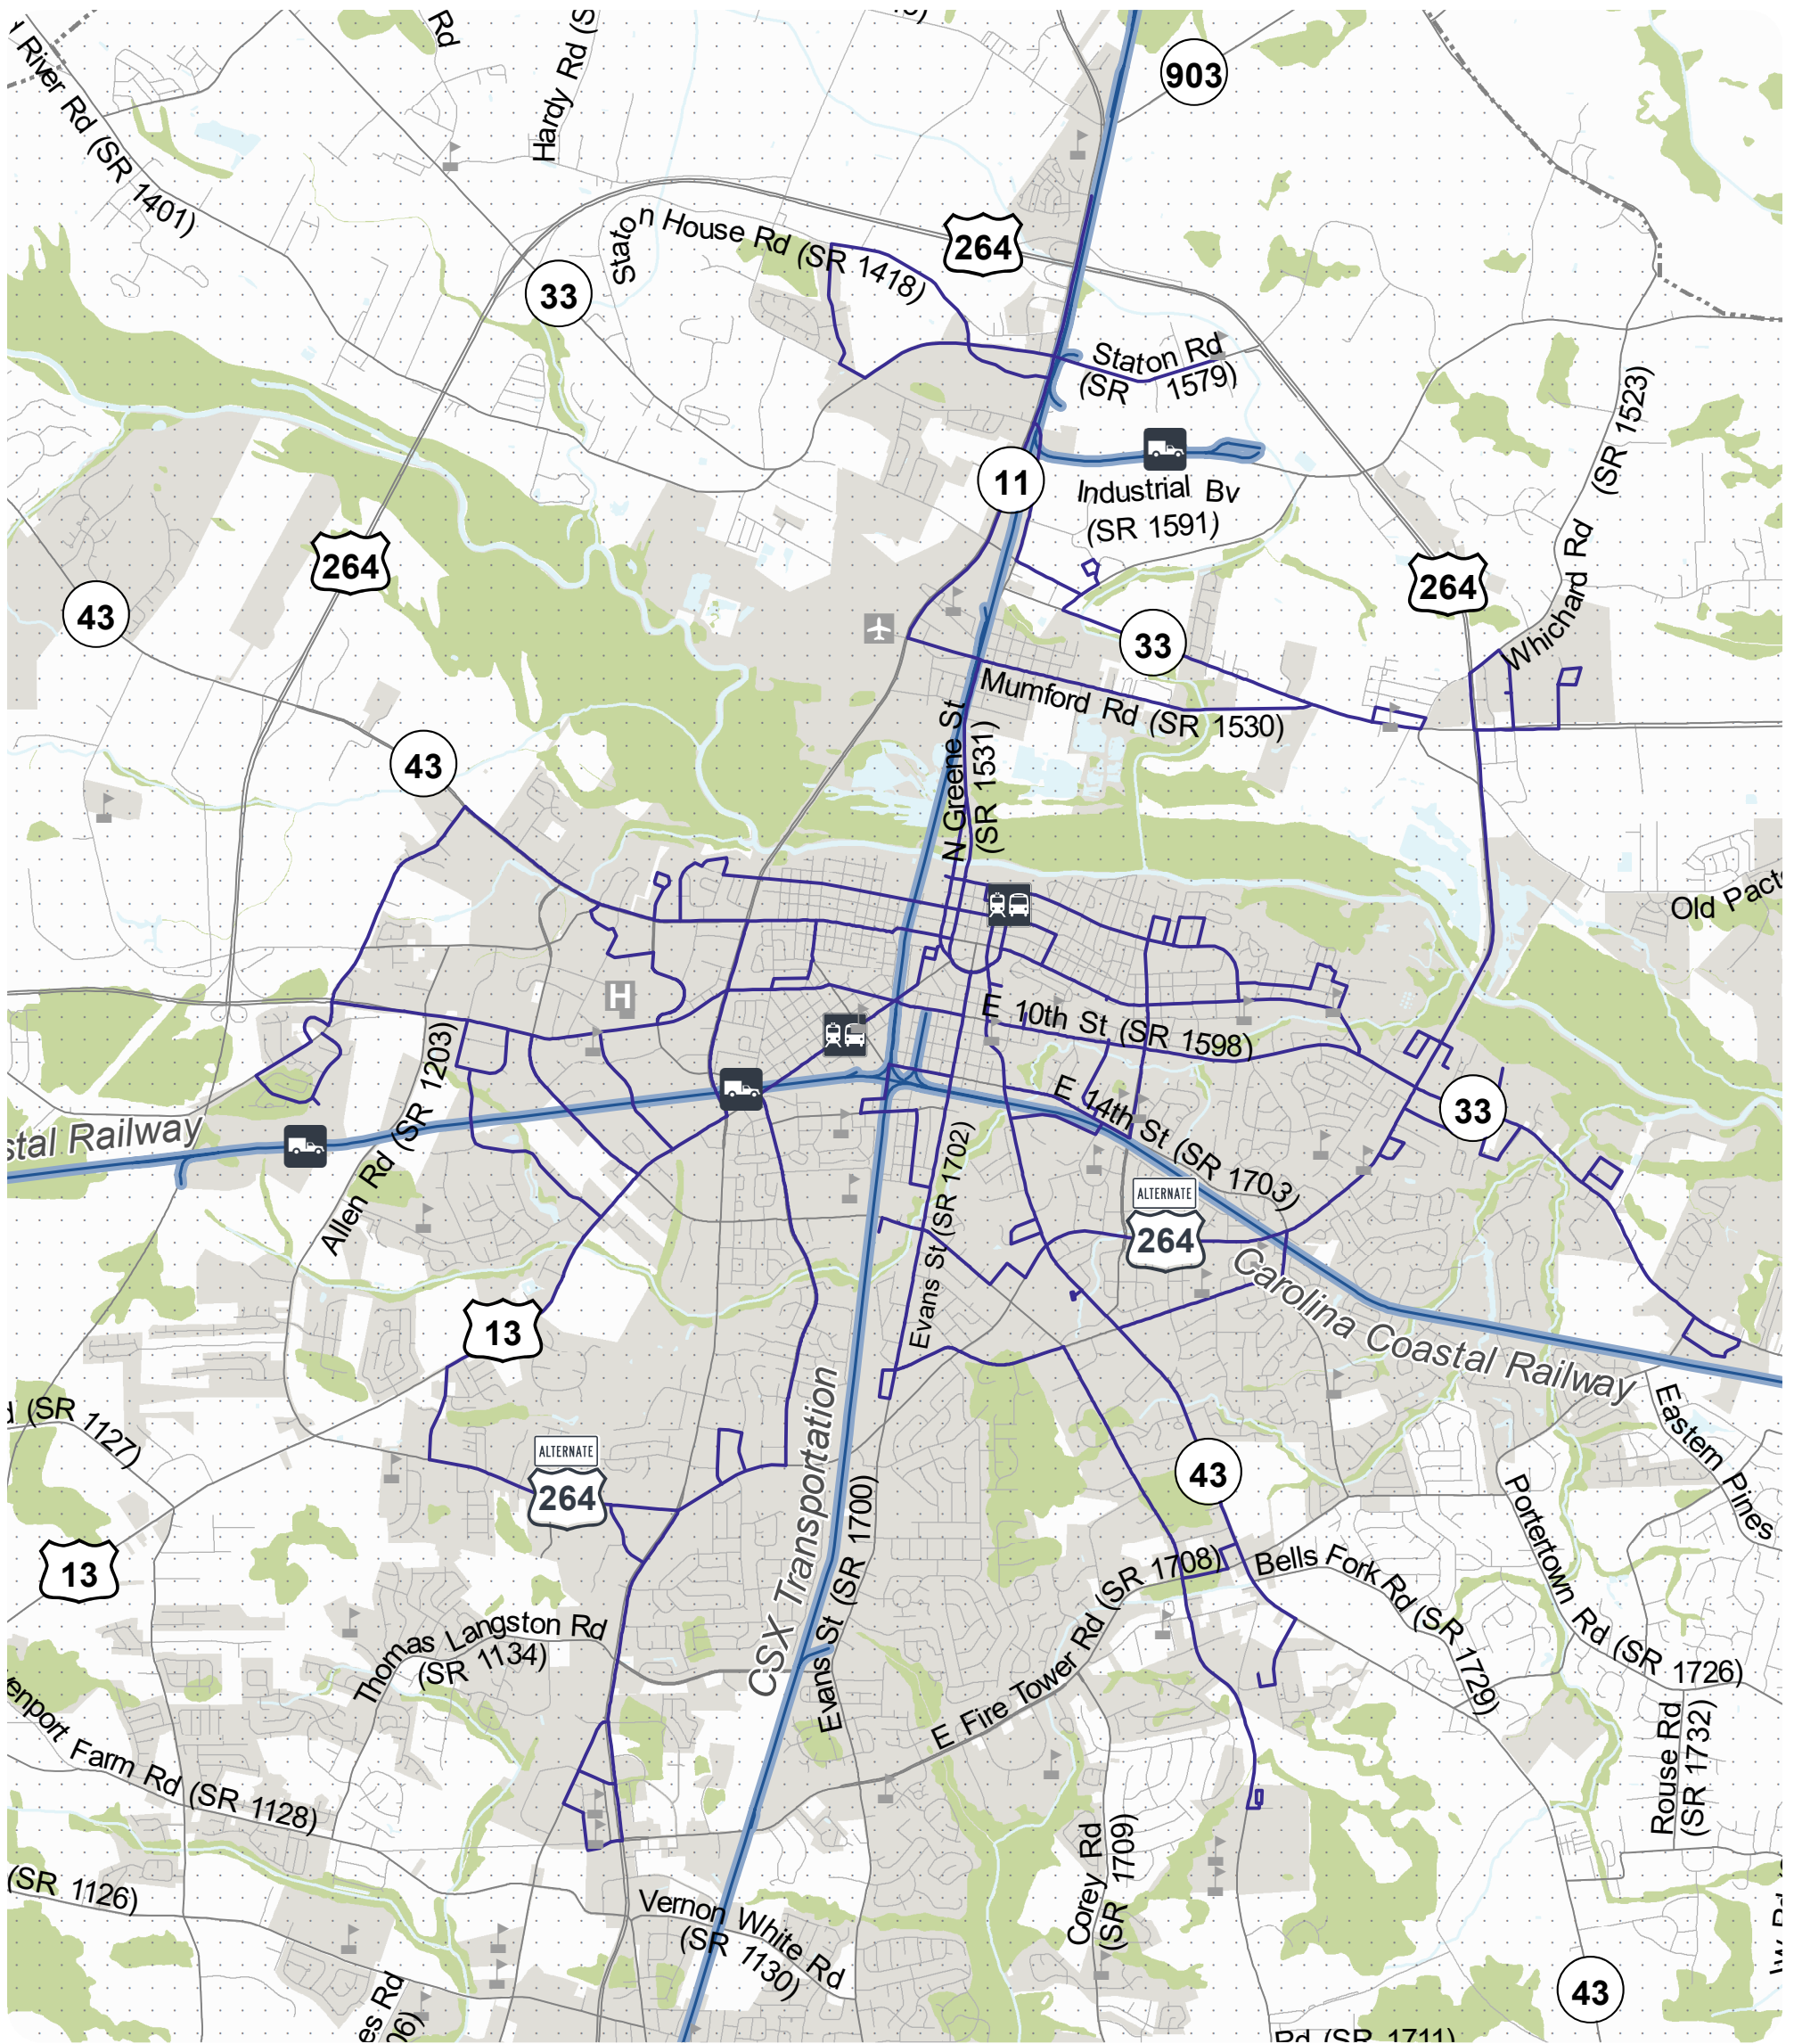 903
River Rd (SR 1401)
Rd
Hardy Rd (S
Staton House Rd (SR 1418)
264
33
Staton Rd
(SR 1579)
11
Industrial Bv
(SR 1591)
(SR 1523)
Whichard Rd
264
264
43
33
Mumford Rd (SR 1530)
N Greene St
(SR 1531)
43
Old Pact
H
E 10th St (SR 1598)
Allen Rd (SR 1203)
stal Railway
33
E 14th St (SR 1703)
ALTERNATE
264
Evans St (SR 1702)
Carolina Coastal Railway
13
CSX Transportation
(SR 1127)
ALTERNATE
264
43
Eastern Pines
Portertown Rd (SR 1726)
13
Evans St (SR 1700)
Bells Fork Rd (SR 1729)
E Fire Tower Rd (SR 1708)
Thomas Langston Rd
(SR 1134)
Rouse Rd
(SR 1732)
enport Farm Rd (SR 1128)
Corey Rd
(SR 1709)
(SR 1126)
Vernon White Rd
(SR 1130)
es Rd
06)
43
Rd (SR 1711)